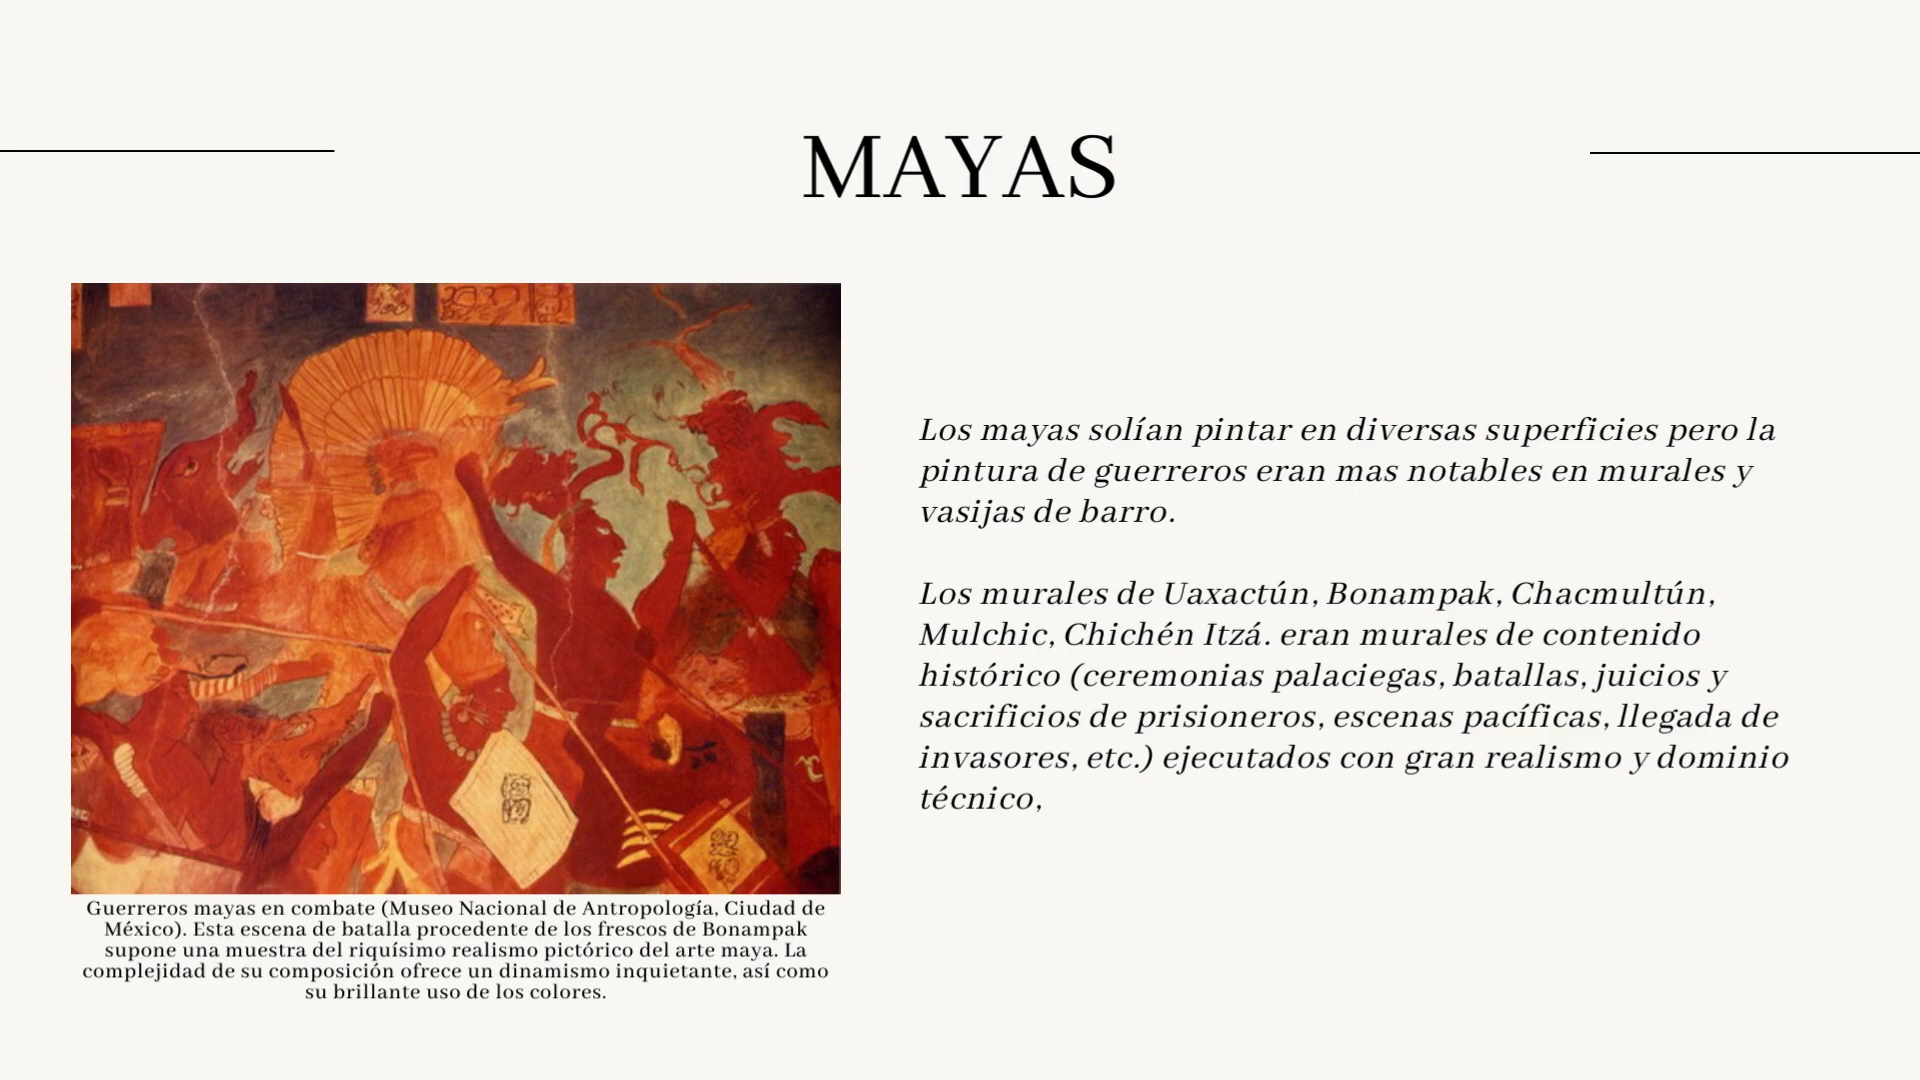 MAYAS
Los mayas solían pintar en diversas superficies pero la
pintura de guerreros eran mas notables en murales y
vasijas de barro.
Los murales de Uaxactún, Bonampak, Chacmultún,
Mulchic, Chichén Itzá. eran murales de contenido
histórico (ceremonias palaciegas, batallas, juicios y
sacrificios de prisioneros, escenas pacíficas, llegada de
invasores, etc.) ejecutados con gran realismo y dominio
técnico,
Guerreros mayas en combate (Museo Nacional de Antropología, Ciudad de
México). Esta escena de batalla procedente de los frescos de Bonampak
supone una muestra del riquísimo realismo pictórico del arte maya. La
complejidad de su composición ofrece un dinamismo inquietante, así como
su brillante uso de los colores.